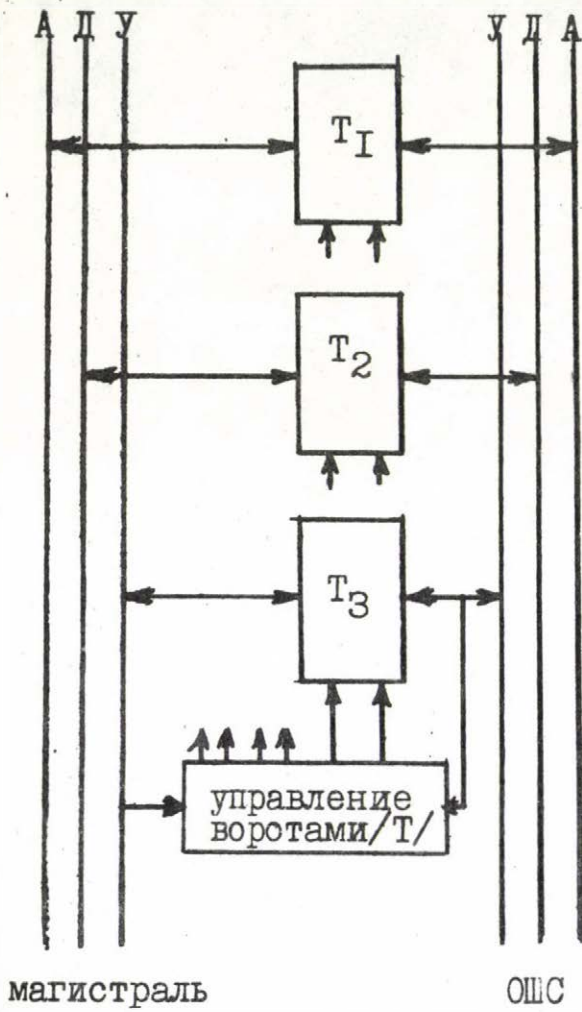 А Д У У Д А
Т1
Т2
Т3
управление
воротами/Т/
магистраль ОШС